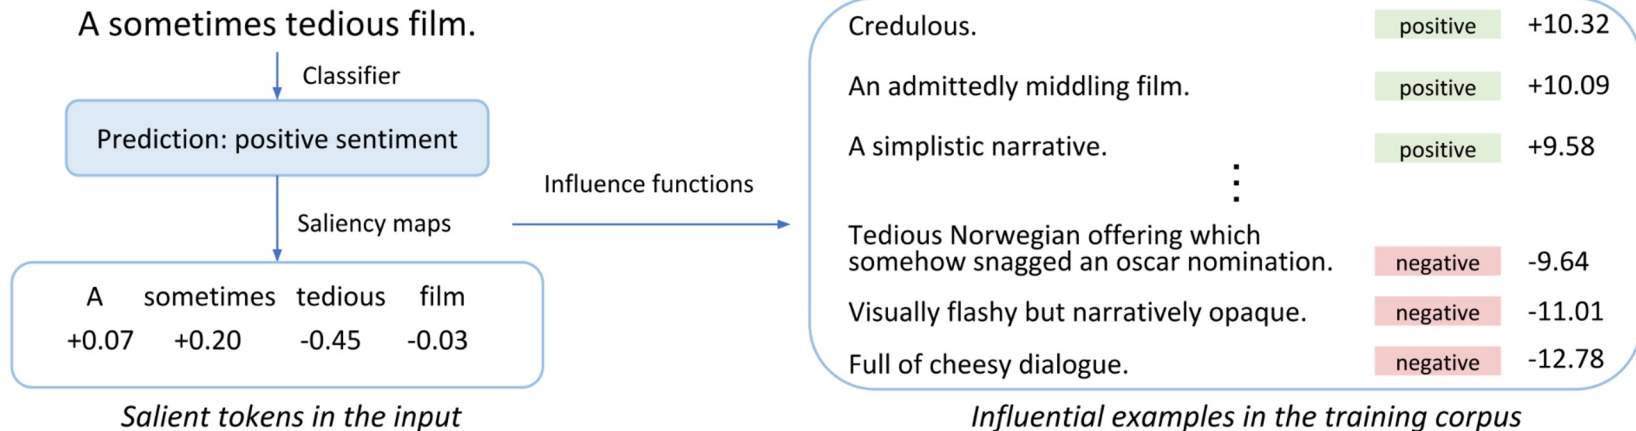 A sometimes tedious film.
Classifier
Prediction: positive sentiment
Saliency maps
A sometimes tedious film
+0.07 +0.20 -0.45 -0.03
Salient tokens in the input
Influence functions
Credulous. positive +10.32
An admittedly middling film. positive +10.09
A simplistic narrative. positive +9.58
⋮
Tedious Norwegian offering which
somehow snagged an oscar nomination. negative -9.64
Visually flashy but narratively opaque. negative -11.01
Full of cheesy dialogue. negative -12.78
Influential examples in the training corpus